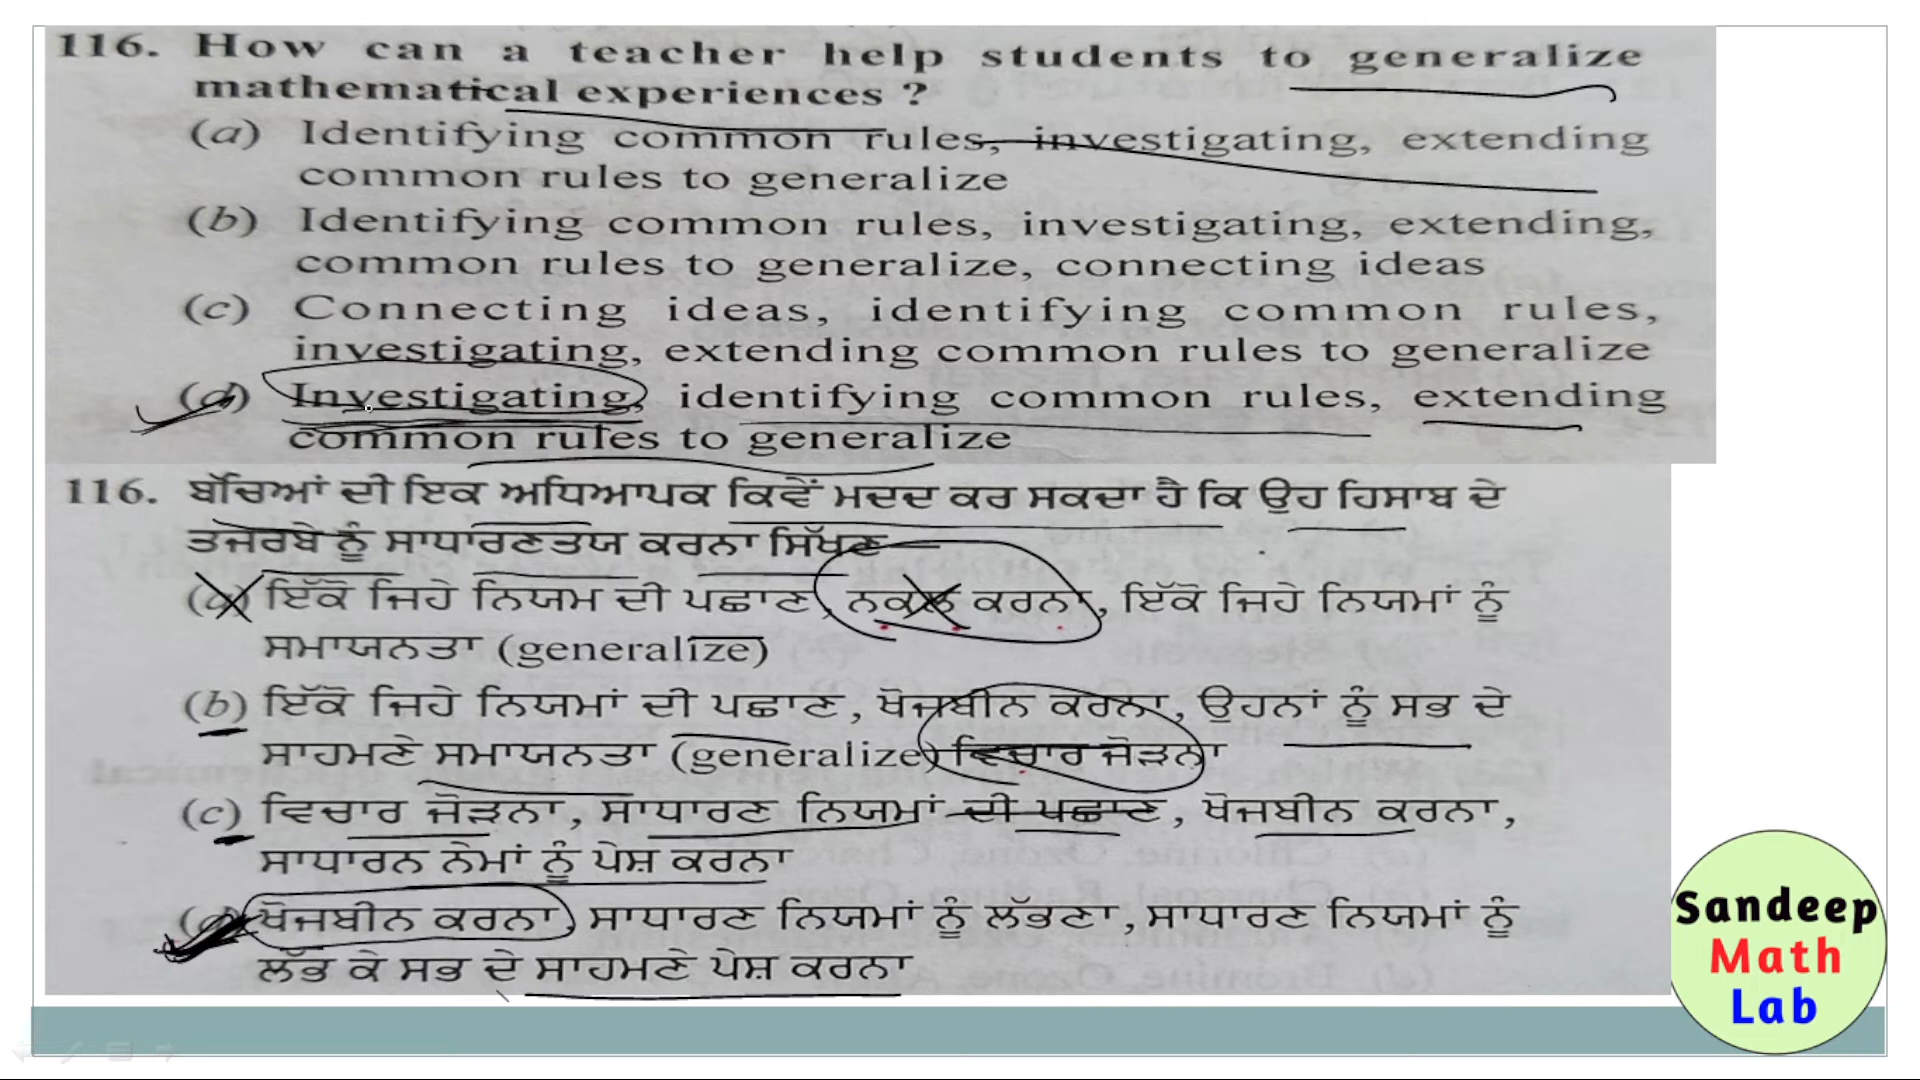 116. How can a teacher help students to generalize
mathematical experiences ?
(a) Identifying common rules, investigating, extending
common rules to generalize
(b) Identifying common rules, investigating, extending,
common rules to generalize, connecting ideas
(c) Connecting ideas, identifying common rules,
investigating, extending common rules to generalize
(d) Investigating, identifying common rules, extending
common rules to generalize
116. ਬੱਚਿਆਂ ਦੀ ਇਕ ਅਧਿਆਪਕ ਕਿਵੇਂ ਮਦਦ ਕਰ ਸਕਦਾ ਹੈ ਕਿ ਉਹ ਹਿਸਾਬ ਦੇ
ਤਜਰਬੇ ਨੂੰ ਸਾਧਾਰਣਤਯ ਕਰਨਾ ਸਿੱਖਣ
(a) ਇੱਕੋ ਜਿਹੇ ਨਿਯਮ ਦੀ ਪਛਾਣ, ਨਕਲ ਕਰਨਾ, ਇੱਕੋ ਜਿਹੇ ਨਿਯਮਾਂ ਨੂੰ
ਸਮਾਯਨਤਾ (generalize)
(b) ਇੱਕੋ ਜਿਹੇ ਨਿਯਮਾਂ ਦੀ ਪਛਾਣ, ਖੋਜਬੀਨ ਕਰਨਾ, ਉਹਨਾਂ ਨੂੰ ਸਭ ਦੇ
ਸਾਹਮਣੇ ਸਮਾਯਨਤਾ (generalize) ਵਿਚਾਰ ਜੋੜਨਾ
(c) ਵਿਚਾਰ ਜੋੜਨਾ, ਸਾਧਾਰਣ ਨਿਯਮਾਂ ਦੀ ਪਛਾਣ, ਖੋਜਬੀਨ ਕਰਨਾ,
ਸਾਧਾਰਨ ਨੇਮਾਂ ਨੂੰ ਪੇਸ਼ ਕਰਨਾ
(d) ਖੋਜਬੀਨ ਕਰਨਾ, ਸਾਧਾਰਣ ਨਿਯਮਾਂ ਨੂੰ ਲੱਭਣਾ, ਸਾਧਾਰਣ ਨਿਯਮਾਂ ਨੂੰ
ਲੱਭ ਕੇ ਸਭ ਦੇ ਸਾਹਮਣੇ ਪੇਸ਼ ਕਰਨਾ
Sandeep
Math
Lab